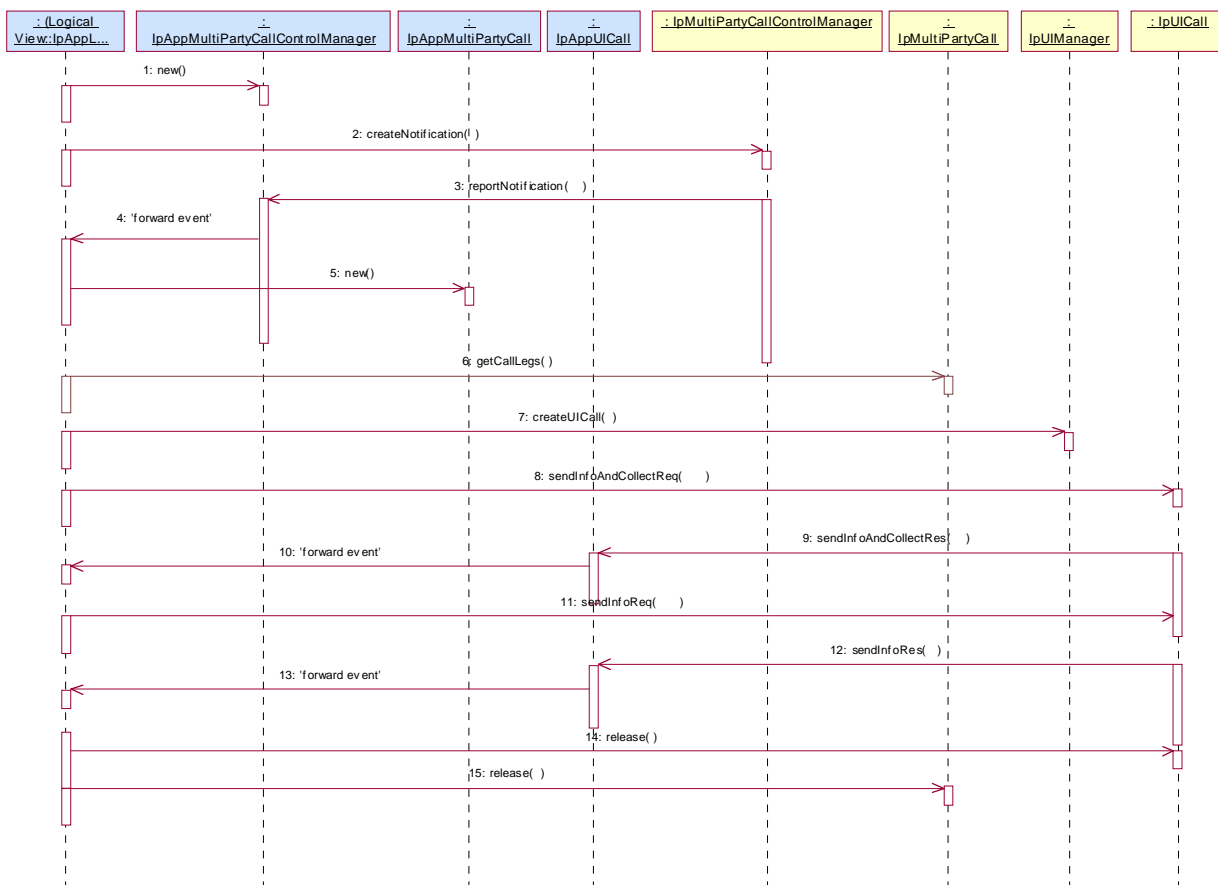 : (Logical
View::IpAppL...
:
IpAppMultiPartyCallControlManager
:
IpAppMultiPartyCall
:
IpAppUICall
: IpMultiPartyCallControlManager
:
IpMultiPartyCall
:
IpUIManager
: IpUICall
1: new()
2: createNotification( )
3: reportNotification( )
4: 'forward event'
5: new()
6: getCallLegs( )
7: createUICall( )
8: sendInfoAndCollectReq( )
9: sendInfoAndCollectRes( )
10: 'forward event'
11: sendInfoReq( )
12: sendInfoRes( )
13: 'forward event'
14: release( )
15: release( )